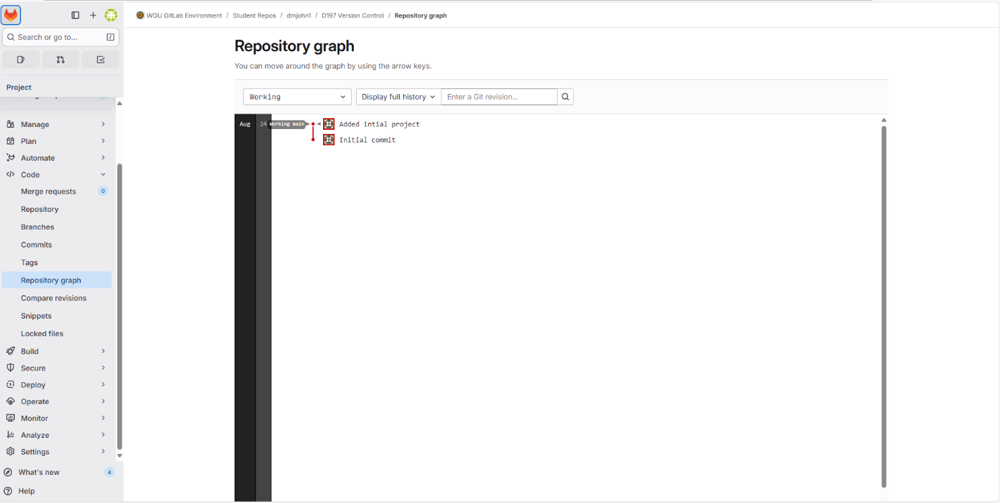 WGU GitLab Environment / Student Repos / dmjohn1 / D197 Version Control / Repository graph
Search or go to... /
Project
Manage
Plan
Automate
Code
Merge requests 0
Repository
Branches
Commits
Tags
Repository graph
Compare revisions
Snippets
Locked files
Build
Secure
Deploy
Operate
Monitor
Analyze
Settings
What's new 4
Help
Repository graph
You can move around the graph by using the arrow keys.
Working
Display full history
Enter a Git revision...
Aug 24 Working main Added intial project
Initial commit